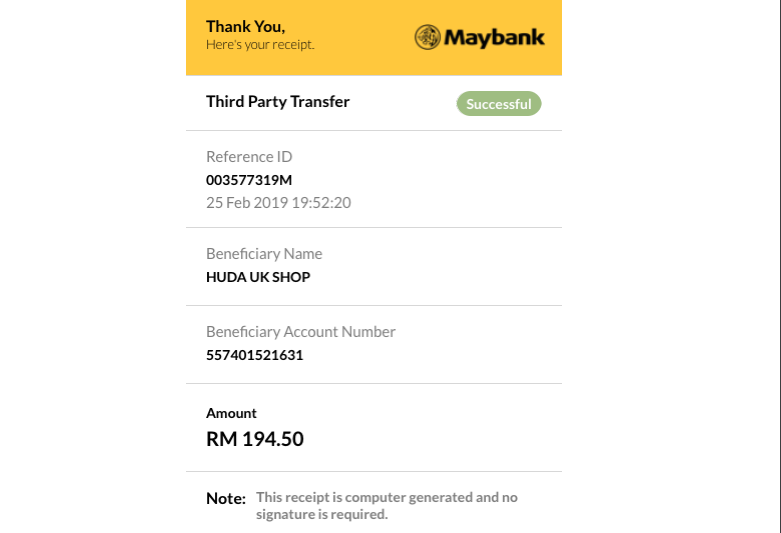 Thank You,
Here's your receipt.
Maybank
Third Party Transfer
Successful
Reference ID
003577319M
25 Feb 2019 19:52:20
Beneficiary Name
HUDA UK SHOP
Beneficiary Account Number
557401521631
Amount
RM 194.50
Note: This receipt is computer generated and no
signature is required.